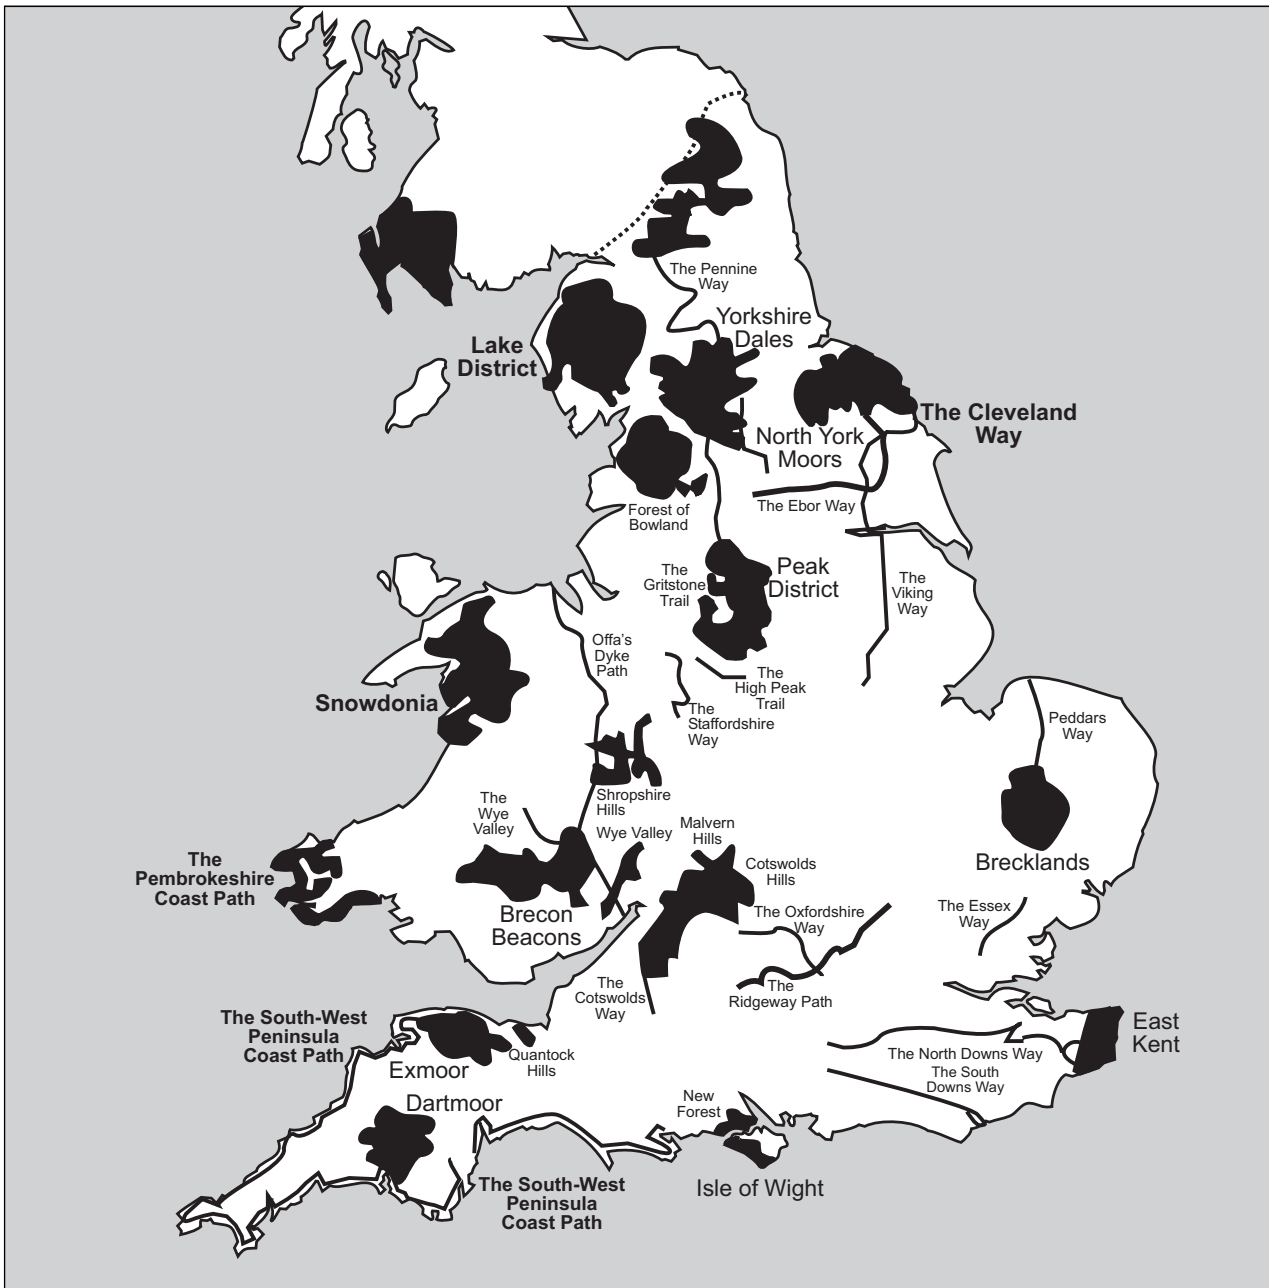 The Pennine
Way
Yorkshire
Dales
Lake
District
The Cleveland
Way
North York
Moors
The Ebor Way
Forest of
Bowland
The
Gritstone
Trail
Peak
District
The
Viking
Way
Offa's
Dyke
Path
The
High Peak
Trail
Snowdonia
The
Staffordshire
Way
Peddars
Way
Shropshire
Hills
The
Wye
Valley
Wye Valley
Malvern
Hills
The
Pembrokeshire
Coast Path
Cotswolds
Hills
Brecklands
Brecon
Beacons
The Oxfordshire
Way
The Essex
Way
The
Cotswolds
Way
The
Ridgeway Path
The South-West
Peninsula
Coast Path
Exmoor
Quantock
Hills
The North Downs Way
The South
Downs Way
East
Kent
Dartmoor
New
Forest
Isle of Wight
The South-West
Peninsula
Coast Path